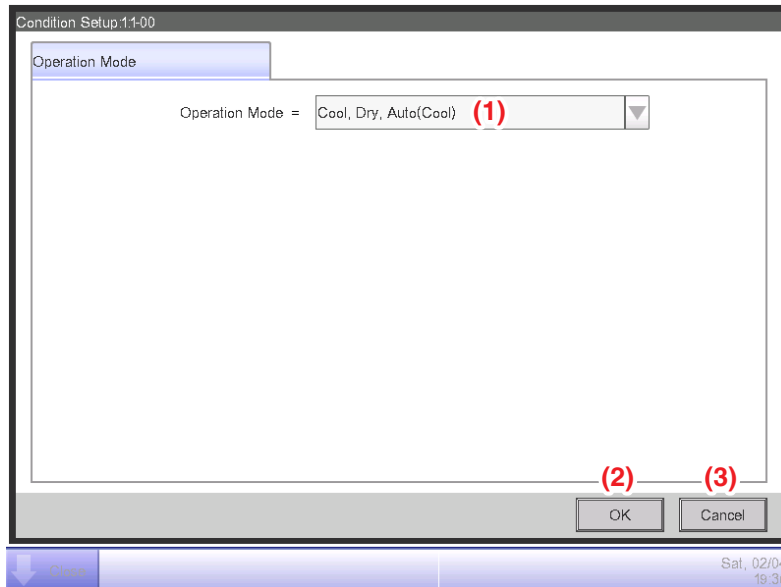 Condition Setup:1:1-00
Operation Mode
Operation Mode = Cool, Dry, Auto(Cool) (1)
(2) (3)
OK Cancel
Sat, 02/0
19:3